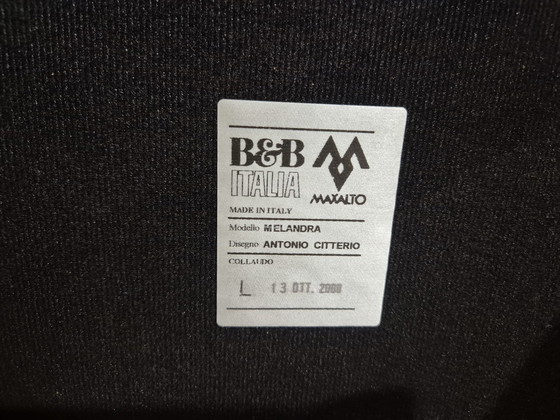 B&B
ITALIA
MAXALTO
MADE IN ITALY
Modello MELANDRA
Disegno ANTONIO CITTERIO
COLLAUDO
L 13 OTT. 2008